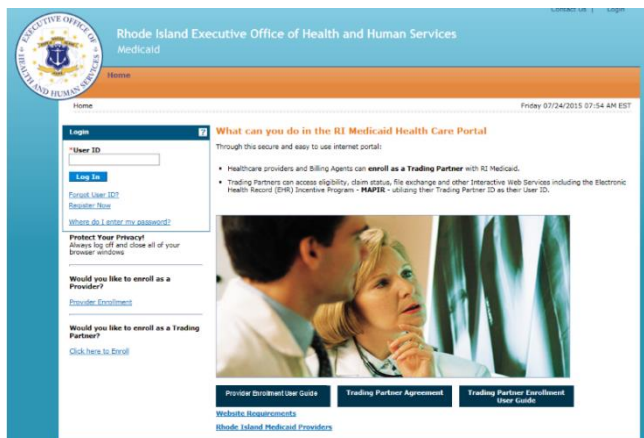 Contact Us | Login
EXECUTIVE OFFICE OF
HEALTH AND HUMAN SERVICES
Rhode Island Executive Office of Health and Human Services
Medicaid
Home
Home
Friday 07/24/2015 07:54 AM EST
Login
?
*User ID
Log In
Forgot User ID?
Register Now
Where do I enter my password?
Protect Your Privacy!
Always log off and close all of your
browser windows
Would you like to enroll as a
Provider?
Provider Enrollment
Would you like to enroll as a Trading
Partner?
Click here to Enroll
What can you do in the RI Medicaid Health Care Portal
Through this secure and easy to use internet portal:
• Healthcare providers and Billing Agents can enroll as a Trading Partner with RI Medicaid.
• Trading Partners can access eligibility, claim status, file exchange and other Interactive Web Services including the Electronic
Health Record (EHR) Incentive Program - MAPIR - utilizing their Trading Partner ID as their User ID.
Provider Enrollment User Guide
Trading Partner Agreement
Trading Partner Enrollment
User Guide
Website Requirements
Rhode Island Medicaid Providers